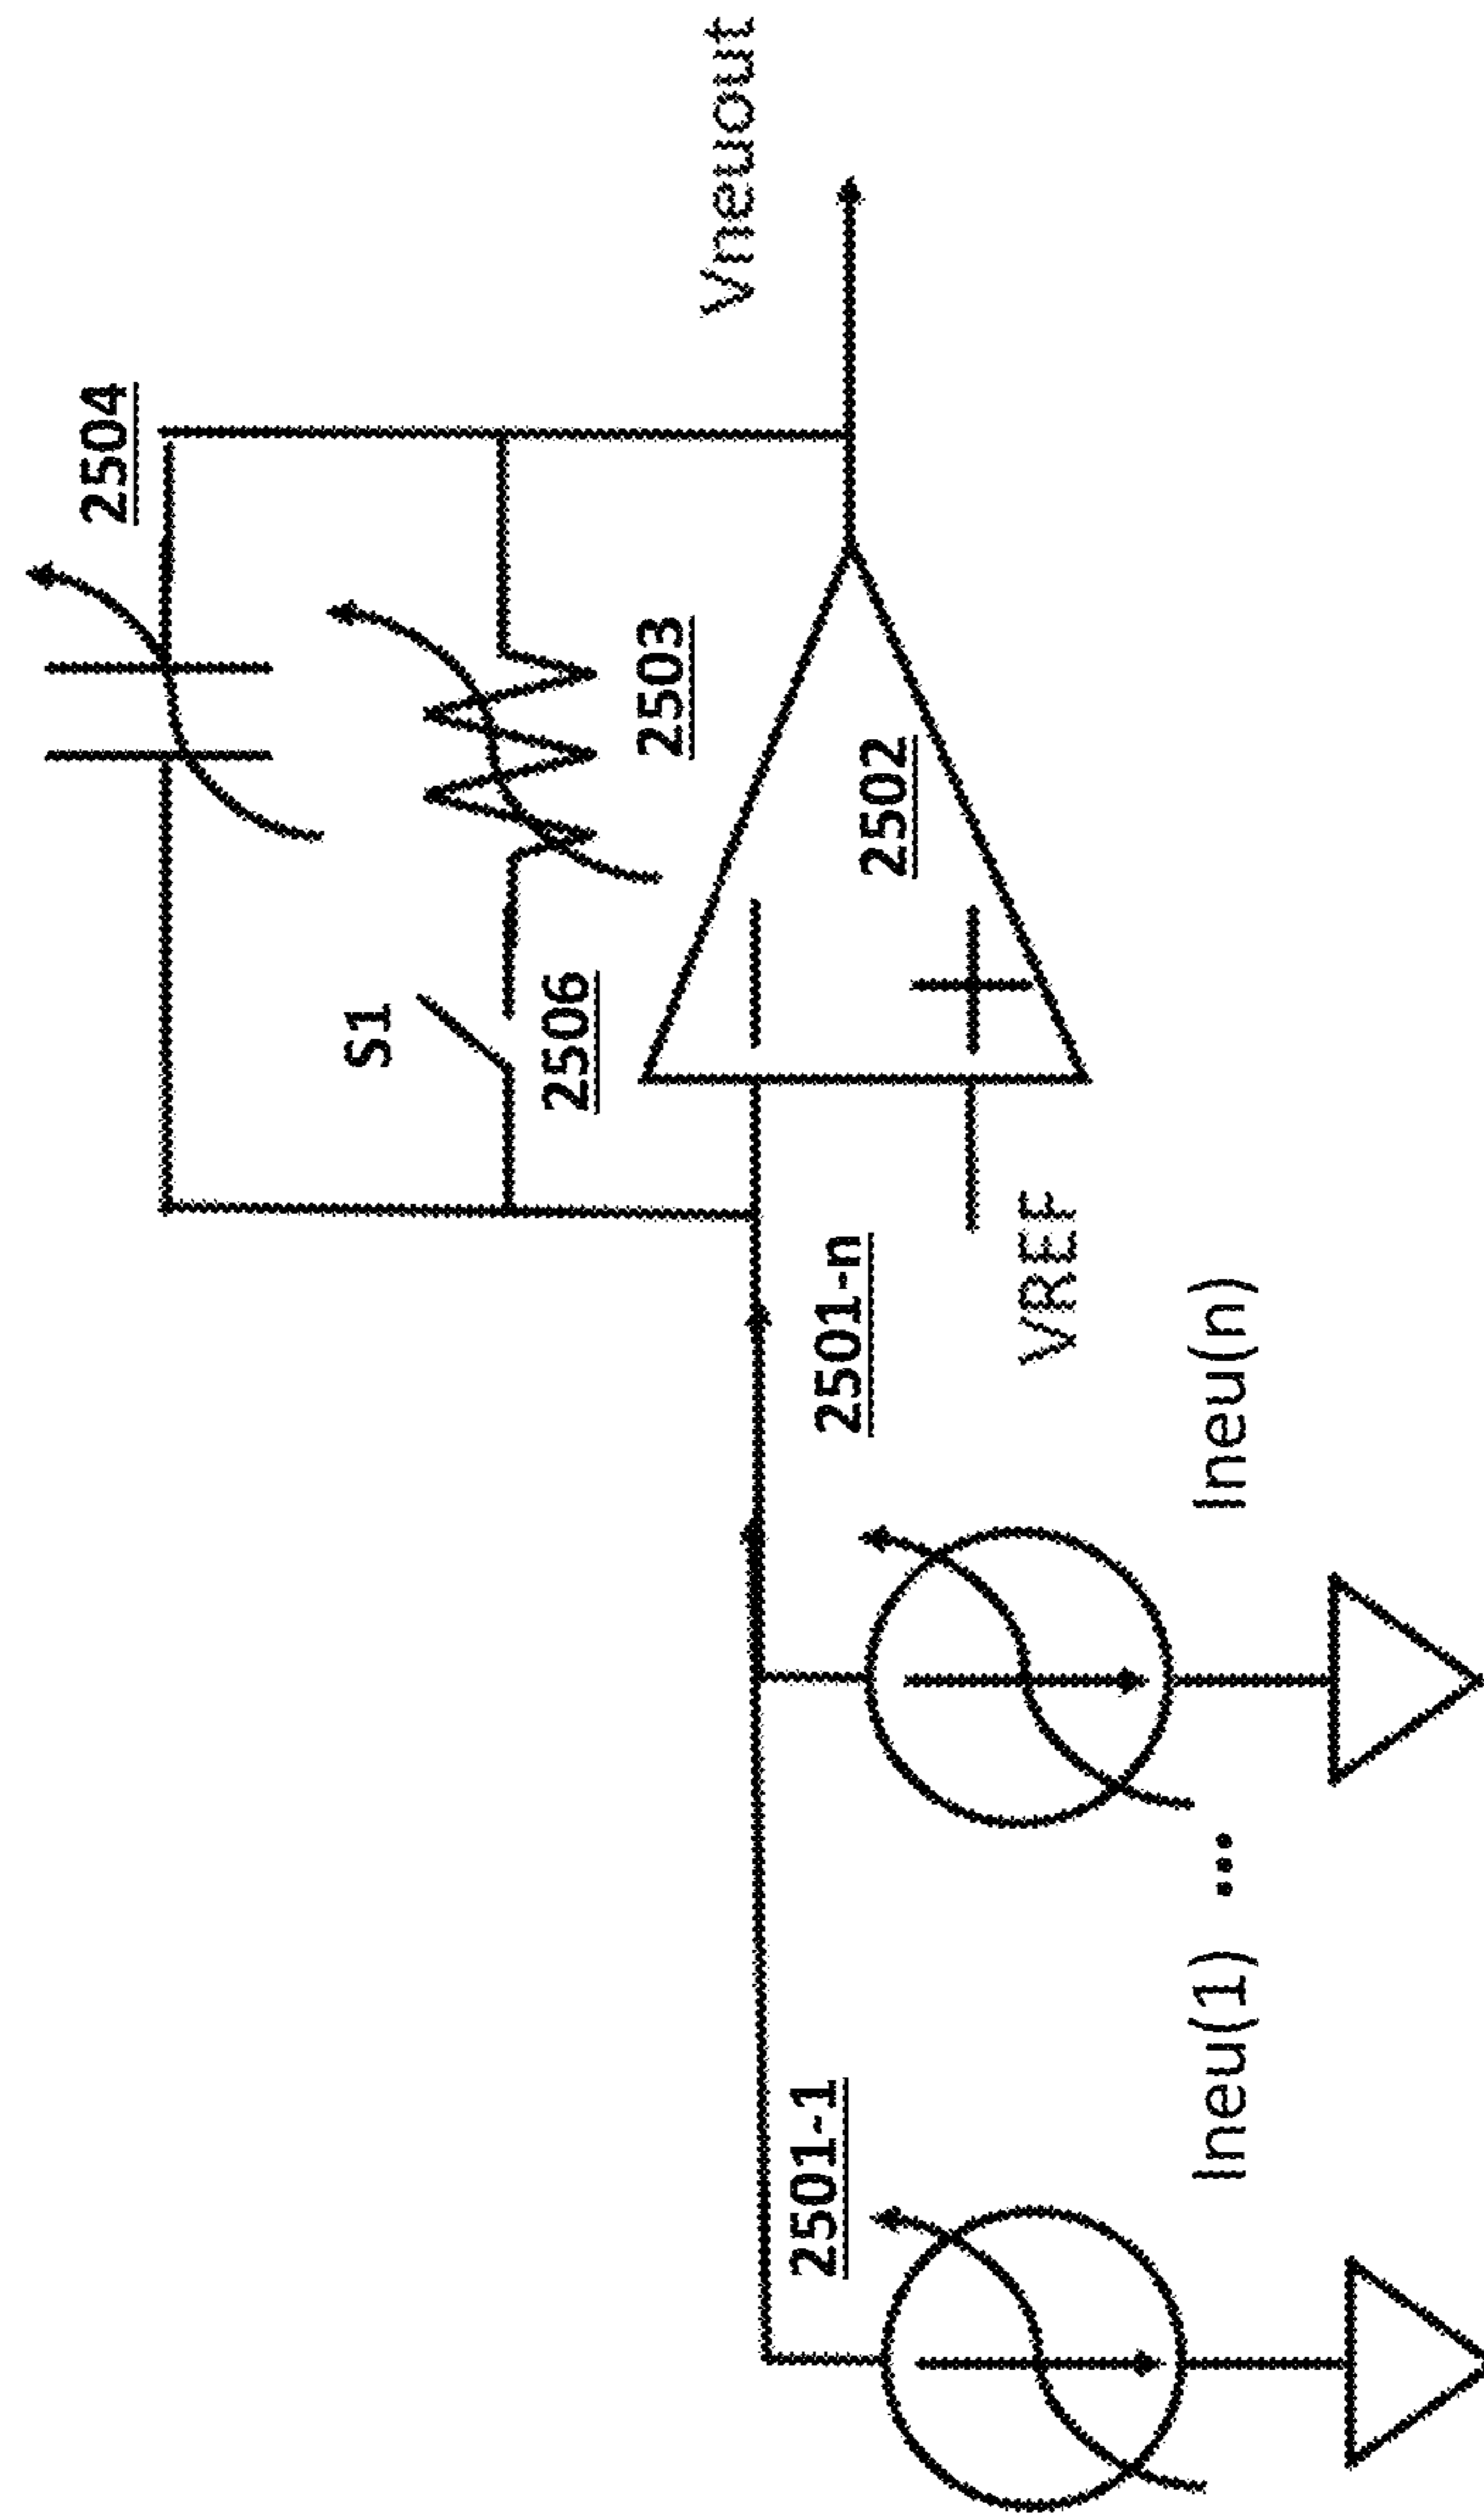 2504
Vneuout
S1
2503
2506
2502
2501-n
VREF
2501-1
Ineu(1)
...
Ineu(n)